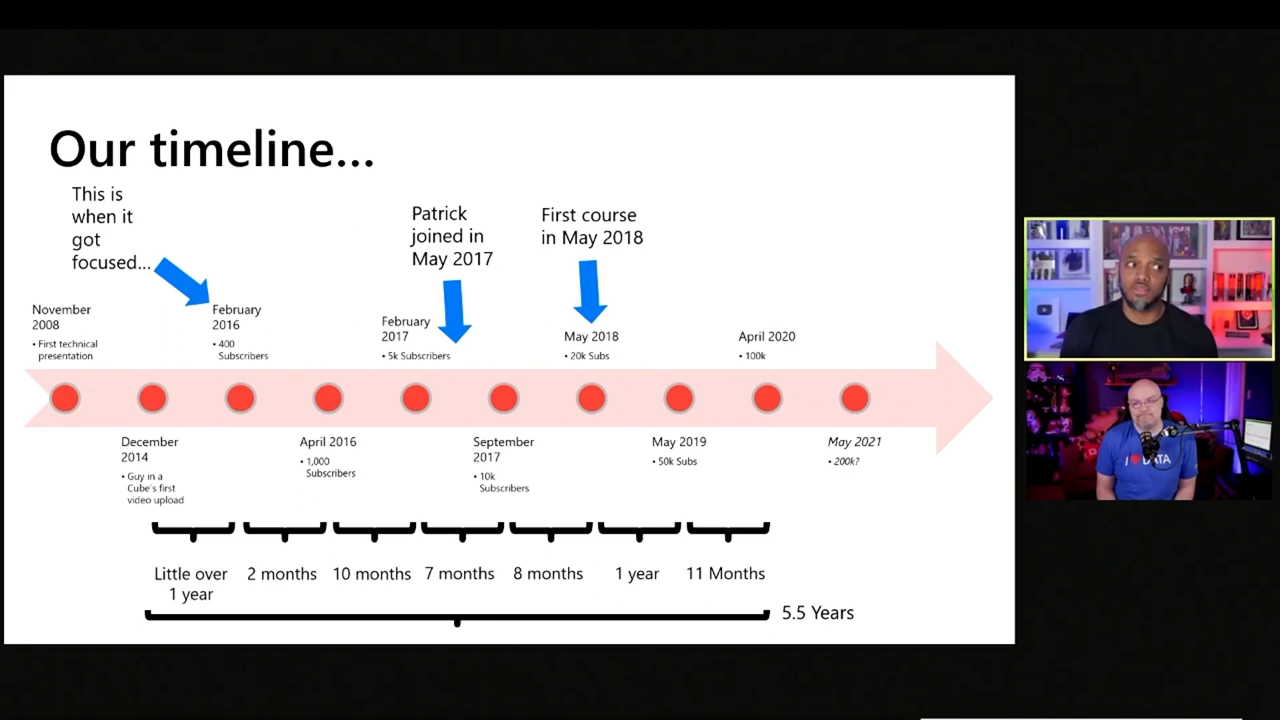 Our timeline...
This is
when it
got
focused...
Patrick
joined in
May 2017
First course
in May 2018
November
2008
• First technical
presentation
February
2016
• 400
Subscribers
February
2017
• 5k Subscribers
May 2018
• 20k Subs
April 2020
• 100k
December
2014
• Guy in a
Cube's first
video upload
April 2016
• 1,000
Subscribers
September
2017
• 10k
Subscribers
May 2019
• 50k Subs
May 2021
• 200k?
Little over
1 year
2 months
10 months
7 months
8 months
1 year
11 Months
5.5 Years
I
DATA